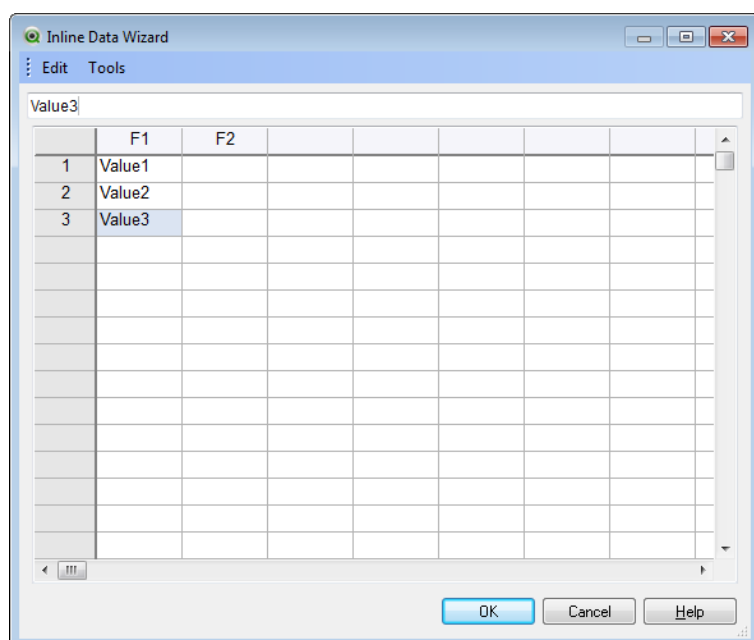 Inline Data Wizard
Edit Tools
Value3
F1 F2
1 Value1
2 Value2
3 Value3
OK Cancel Help